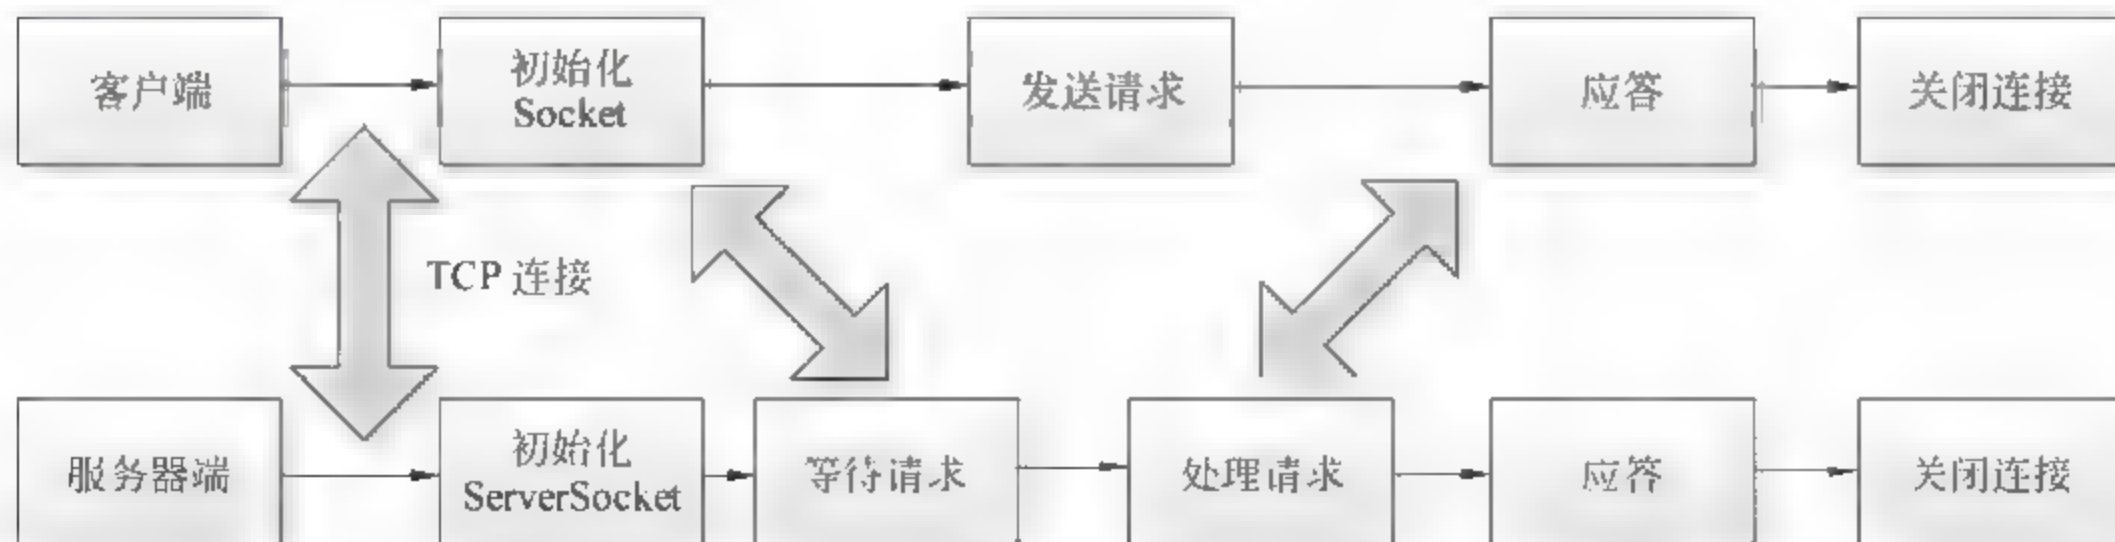 客户端
初始化
Socket
发送请求
应答
关闭连接
TCP 连接
服务器端
初始化
ServerSocket
等待请求
处理请求
应答
关闭连接